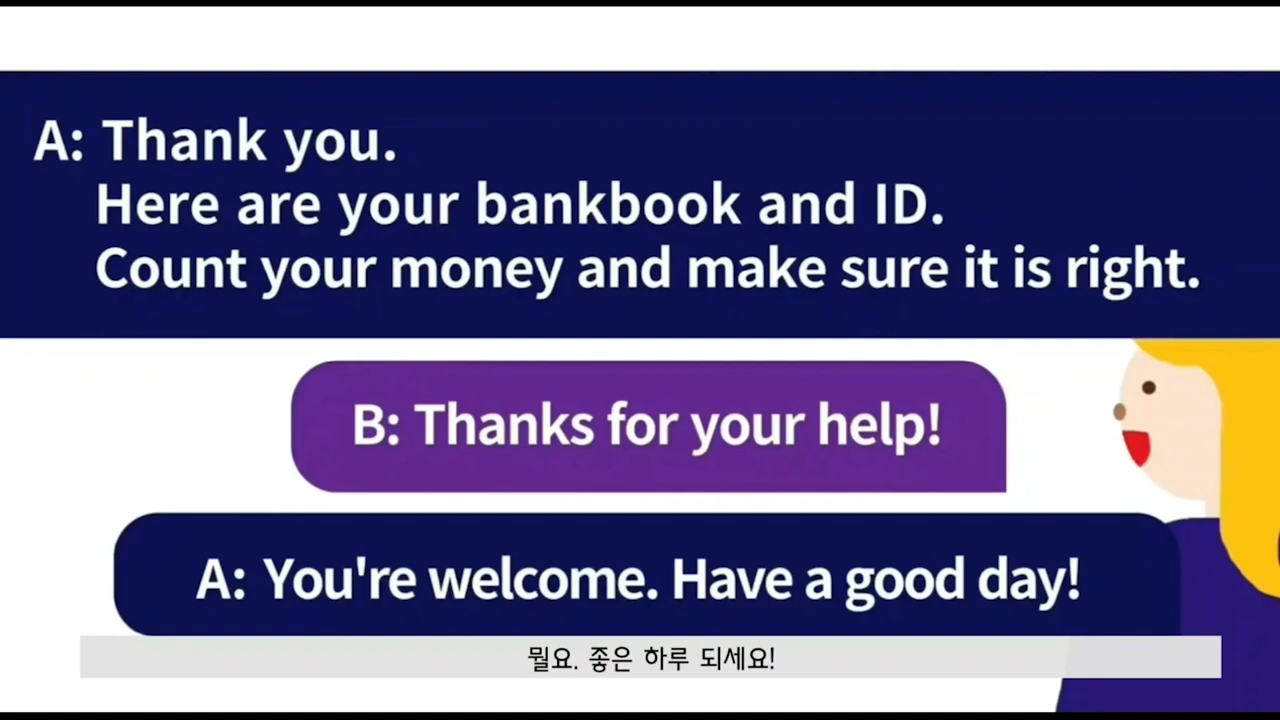 A: Thank you.
Here are your bankbook and ID.
Count your money and make sure it is right.
B: Thanks for your help!
A: You're welcome. Have a good day!
뭘요. 좋은 하루 되세요!